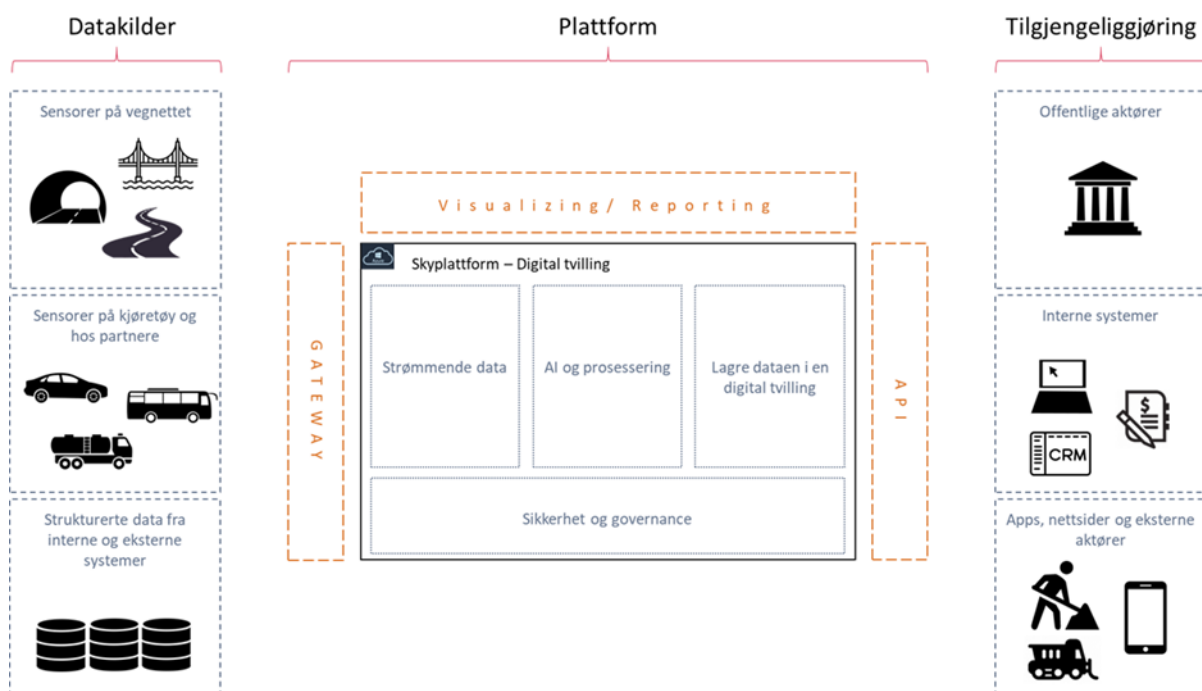 Datakilder
Plattform
Tilgjengeliggjøring
Sensorer på vegnettet
Sensorer på kjøretøy og
hos partnere
Strukturerte data fra
interne og eksterne
systemer
GATEWAY
Visualizing/ Reporting
Skyplattform – Digital tvilling
Strømmende data
AI og prosessering
Lagre dataen i en
digital tvilling
Sikkerhet og governance
API
Offentlige aktører
Interne systemer
$
CRM
Apps, nettsider og eksterne
aktører